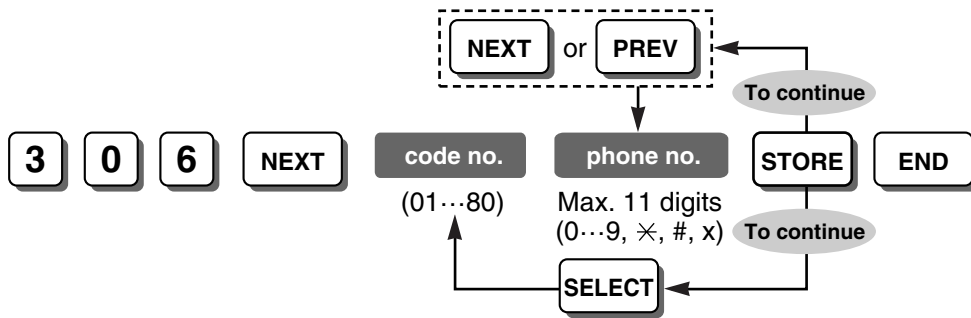 NEXT or PREV
To continue
3 0 6 NEXT code no. phone no. STORE END
(01···80) Max. 11 digits
(0···9, ✳, #, x)
To continue
SELECT